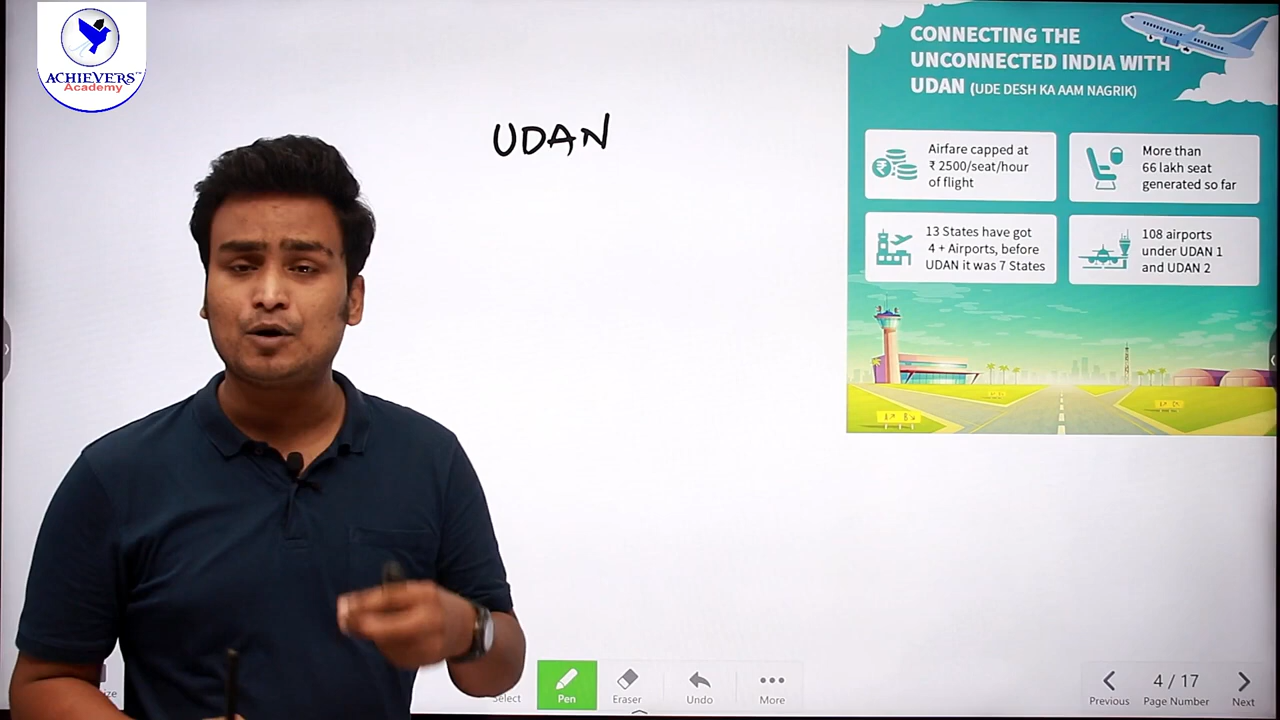 ACHIEVERS
Academy
UDAN
CONNECTING THE
UNCONNECTED INDIA WITH
UDAN (UDE DESH KA AAM NAGRIK)
Airfare capped at
₹ 2500/seat/hour
of flight
More than
66 lakh seat
generated so far
13 States have got
4 + Airports, before
UDAN it was 7 States
108 airports
under UDAN 1
and UDAN 2
Select
Pen
Eraser
Undo
More
4 / 17
Previous
Page Number
Next